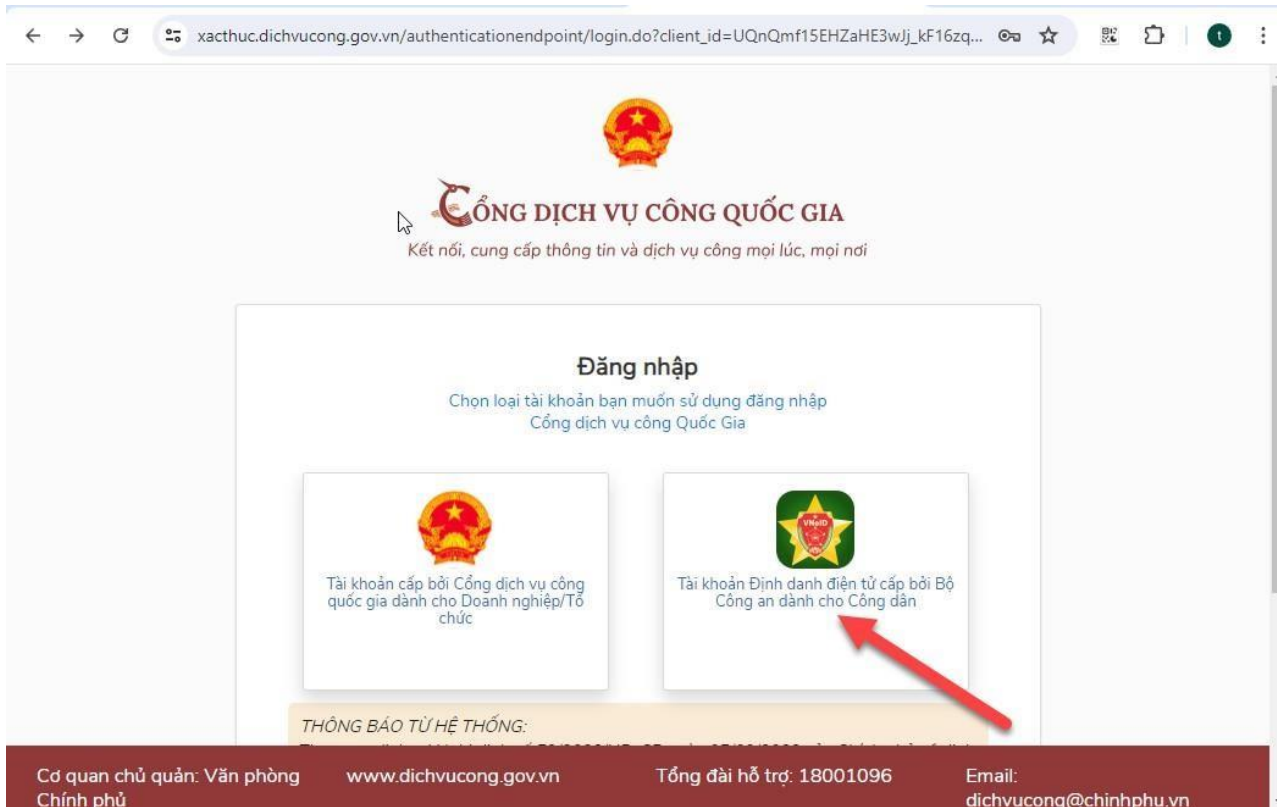 xacthuc.dichvucong.gov.vn/authenticationendpoint/login.do?client_id=UQnQmf15EHZaHE3wJj_kF16zq...
t
CỔNG DỊCH VỤ CÔNG QUỐC GIA
Kết nối, cung cấp thông tin và dịch vụ công mọi lúc, mọi nơi
Đăng nhập
Chọn loại tài khoản bạn muốn sử dụng đăng nhập
Cổng dịch vụ công Quốc Gia
VNeID
Tài khoản cấp bởi Cổng dịch vụ công
quốc gia dành cho Doanh nghiệp/Tổ
chức
Tài khoản Định danh điện tử cấp bởi Bộ
Công an dành cho Công dân
THÔNG BÁO TỪ HỆ THỐNG:
Cơ quan chủ quản: Văn phòng
Chính phủ
www.dichvucong.gov.vn
Tổng đài hỗ trợ: 18001096
Email:
dichvucong@chinhphu.vn